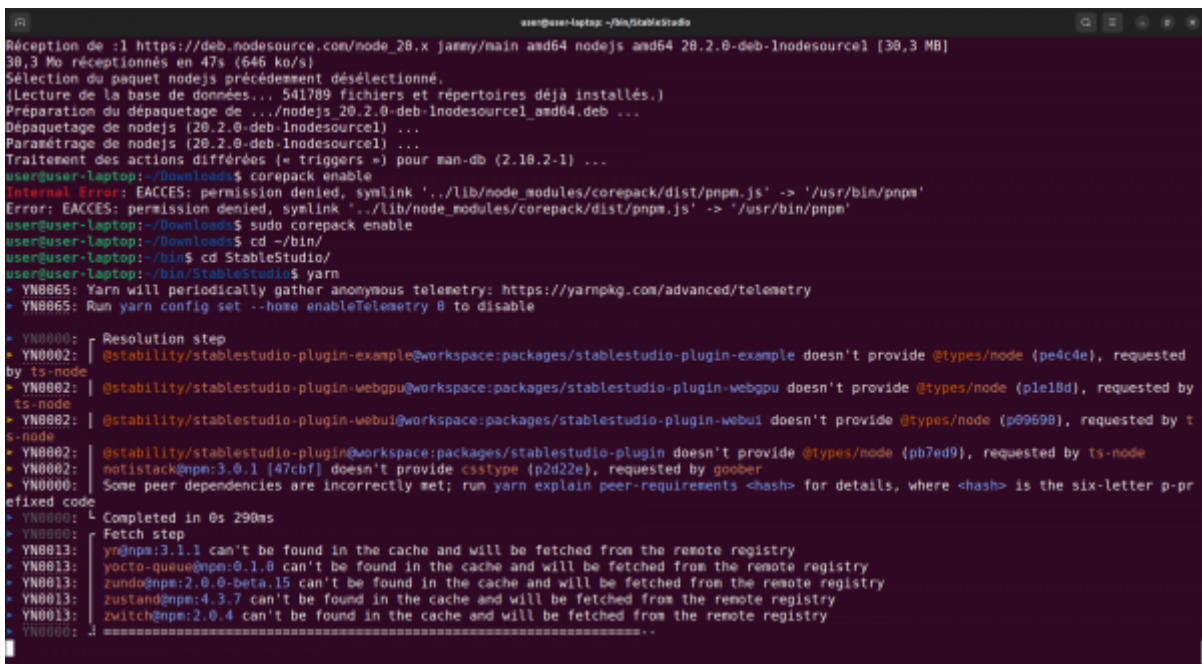 user@user-laptop: ~/bin/StableStudio
Réception de :1 https://deb.nodesource.com/node_20.x jammy/main amd64 nodejs amd64 20.2.0-deb-1nodesource1 [30,3 MB]
30,3 Mo réceptionnés en 47s (646 ko/s)
Sélection du paquet nodejs précédemment désélectionné.
(Lecture de la base de données... 541789 fichiers et répertoires déjà installés.)
Préparation du dépaquetage de .../nodejs_20.2.0-deb-1nodesource1_amd64.deb ...
Dépaquetage de nodejs (20.2.0-deb-1nodesource1) ...
Paramétrage de nodejs (20.2.0-deb-1nodesource1) ...
Traitement des actions différées (« triggers ») pour man-db (2.10.2-1) ...
user@user-laptop:~/Downloads$ corepack enable
Internal Error: EACCES: permission denied, symlink '../lib/node_modules/corepack/dist/pnpm.js' -> '/usr/bin/pnpm'
Error: EACCES: permission denied, symlink '../lib/node_modules/corepack/dist/pnpm.js' -> '/usr/bin/pnpm'
user@user-laptop:~/Downloads$ sudo corepack enable
user@user-laptop:~/Downloads$ cd ~/bin/
user@user-laptop:~/bin$ cd StableStudio/
user@user-laptop:~/bin/StableStudio$ yarn
➤ YN0065: Yarn will periodically gather anonymous telemetry: https://yarnpkg.com/advanced/telemetry
➤ YN0065: Run yarn config set --home enableTelemetry 0 to disable
➤ YN0000: ┌ Resolution step
➤ YN0002: │ @stability/stablestudio-plugin-example@workspace:packages/stablestudio-plugin-example doesn't provide @types/node (pe4c4e), requested
by ts-node
➤ YN0002: │ @stability/stablestudio-plugin-webgpu@workspace:packages/stablestudio-plugin-webgpu doesn't provide @types/node (p1e18d), requested by
ts-node
➤ YN0002: │ @stability/stablestudio-plugin-webui@workspace:packages/stablestudio-plugin-webui doesn't provide @types/node (p09690), requested by t
s-node
➤ YN0002: │ @stability/stablestudio-plugin@workspace:packages/stablestudio-plugin doesn't provide @types/node (pb7ed9), requested by ts-node
➤ YN0002: │ notistack@npm:3.0.1 [47cbf] doesn't provide csstype (p2d22e), requested by goober
➤ YN0000: │ Some peer dependencies are incorrectly met; run yarn explain peer-requirements <hash> for details, where <hash> is the six-letter p-pr
efixed code
➤ YN0000: └ Completed in 0s 290ms
➤ YN0000: ┌ Fetch step
➤ YN0013: │ yn@npm:3.1.1 can't be found in the cache and will be fetched from the remote registry
➤ YN0013: │ yocto-queue@npm:0.1.0 can't be found in the cache and will be fetched from the remote registry
➤ YN0013: │ zundo@npm:2.0.0-beta.15 can't be found in the cache and will be fetched from the remote registry
➤ YN0013: │ zustand@npm:4.3.7 can't be found in the cache and will be fetched from the remote registry
➤ YN0013: │ zwitch@npm:2.0.4 can't be found in the cache and will be fetched from the remote registry
➤ YN0000: